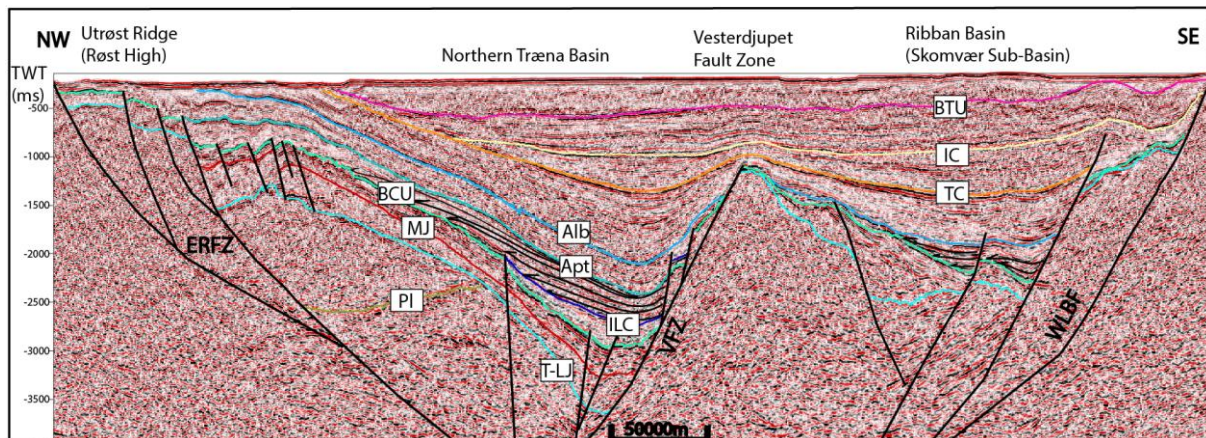 NW
Utrøst Ridge
(Røst High)
Northern Træna Basin
Vesterdjupet
Fault Zone
Ribban Basin
(Skomvær Sub-Basin)
SE
TWT
(ms)
-500
-1000
-1500
-2000
-2500
-3000
-3500
BTU
IC
TC
BCU
MJ
Alb
ERFZ
Apt
PI
ILC
VFZ
WLBF
T-LJ
50000m